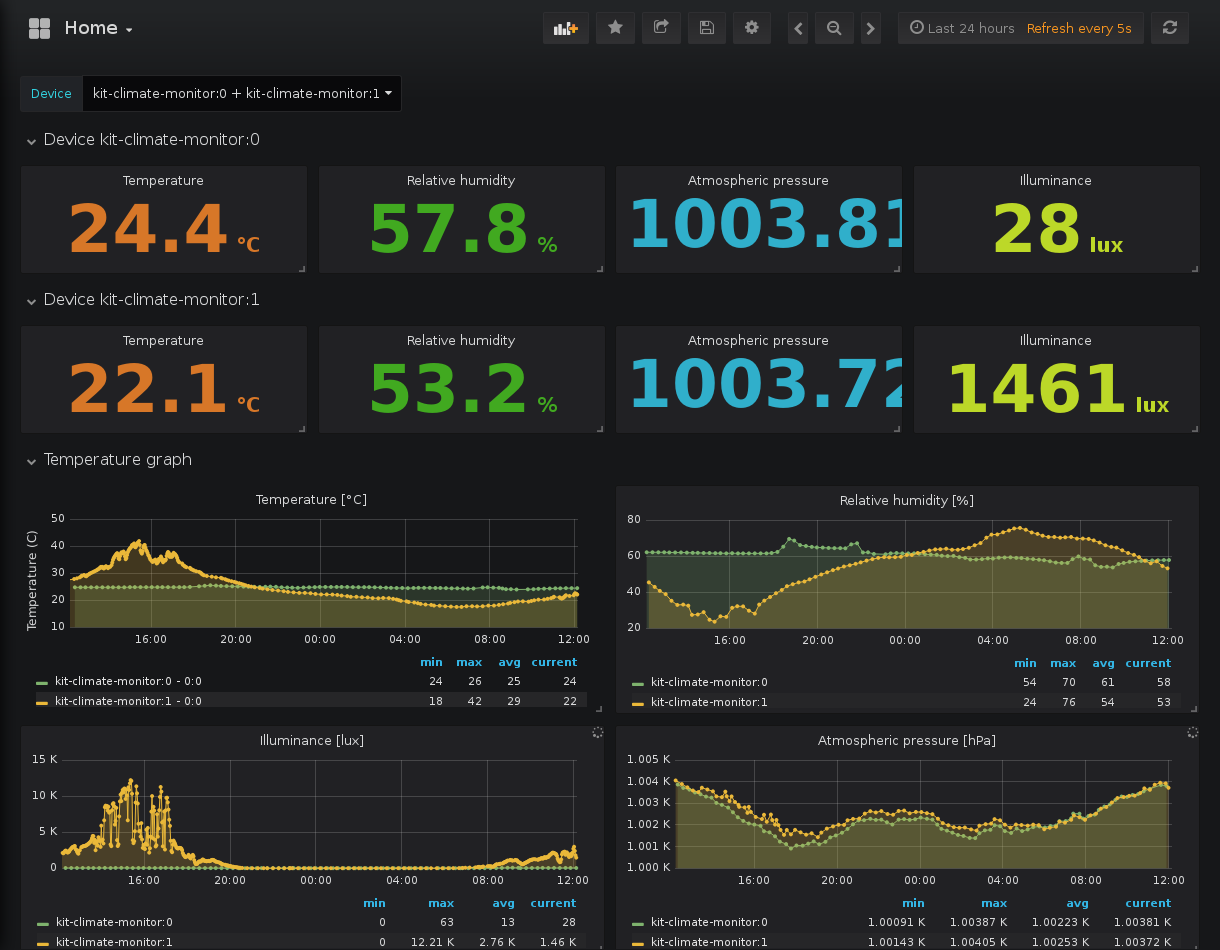 Home
Last 24 hours Refresh every 5s
Device kit-climate-monitor:0 + kit-climate-monitor:1
Device kit-climate-monitor:0
Temperature Relative humidity Atmospheric pressure Illuminance
24.4 °C 57.8 % 1003.81 28 lux
Device kit-climate-monitor:1
Temperature Relative humidity Atmospheric pressure Illuminance
22.1 °C 53.2 % 1003.72 1461 lux
Temperature graph
Temperature [°C]
Temperature (C)
50
40
30
20
10
16:00 20:00 00:00 04:00 08:00 12:00
min max avg current
kit-climate-monitor:0 - 0:0 24 26 25 24
kit-climate-monitor:1 - 0:0 18 42 29 22
Relative humidity [%]
80
60
40
20
16:00 20:00 00:00 04:00 08:00 12:00
min max avg current
kit-climate-monitor:0 54 70 61 58
kit-climate-monitor:1 24 76 54 53
Illuminance [lux]
15 K
10 K
5 K
0
16:00 20:00 00:00 04:00 08:00 12:00
min max avg current
kit-climate-monitor:0 0 63 13 28
kit-climate-monitor:1 0 12.21 K 2.76 K 1.46 K
Atmospheric pressure [hPa]
1.005 K
1.004 K
1.003 K
1.002 K
1.001 K
1.000 K
16:00 20:00 00:00 04:00 08:00 12:00
min max avg current
kit-climate-monitor:0 1.00091 K 1.00387 K 1.00223 K 1.00381 K
kit-climate-monitor:1 1.00143 K 1.00405 K 1.00253 K 1.00372 K